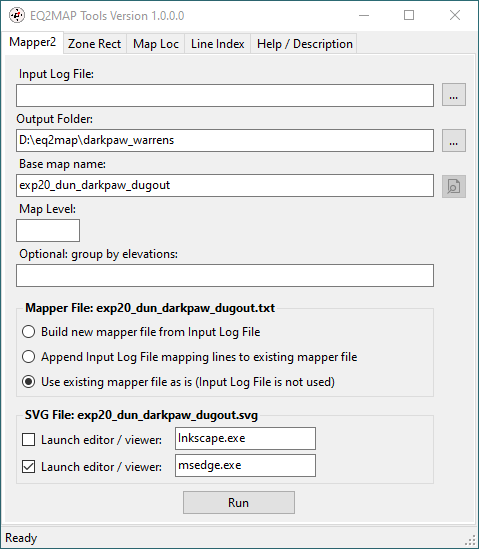 EQ2MAP Tools Version 1.0.0.0
Mapper2 Zone Rect Map Loc Line Index Help / Description
Input Log File:
...
Output Folder:
D:\eq2map\darkpaw_warrens ...
Base map name:
exp20_dun_darkpaw_dugout
Map Level:
Optional: group by elevations:
Mapper File: exp20_dun_darkpaw_dugout.txt
Build new mapper file from Input Log File
Append Input Log File mapping lines to existing mapper file
Use existing mapper file as is (Input Log File is not used)
SVG File: exp20_dun_darkpaw_dugout.svg
Launch editor / viewer: Inkscape.exe
Launch editor / viewer: msedge.exe
Run
Ready